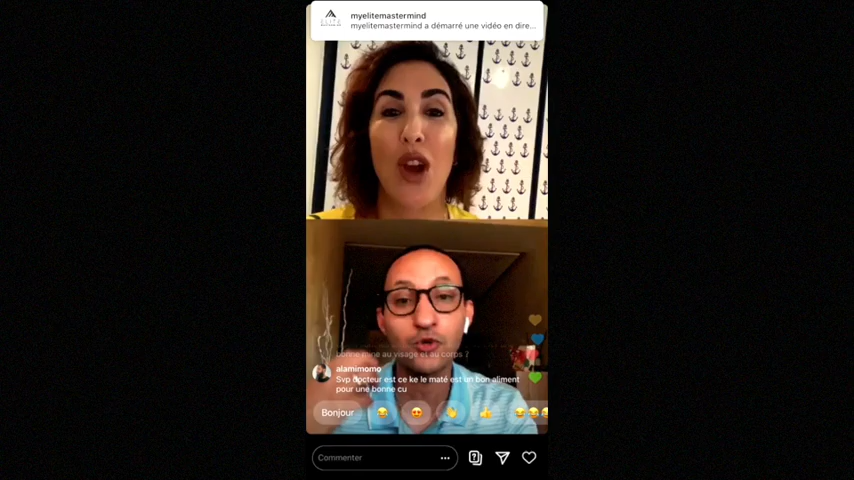 myelitemastermind
myelitemastermind a démarré une vidéo en dire...
ELITE
bonne mine au visage et au corps ?
alamimomo
Svp docteur est ce ke le maté est un bon aliment
pour une bonne cu
Bonjour
Commenter